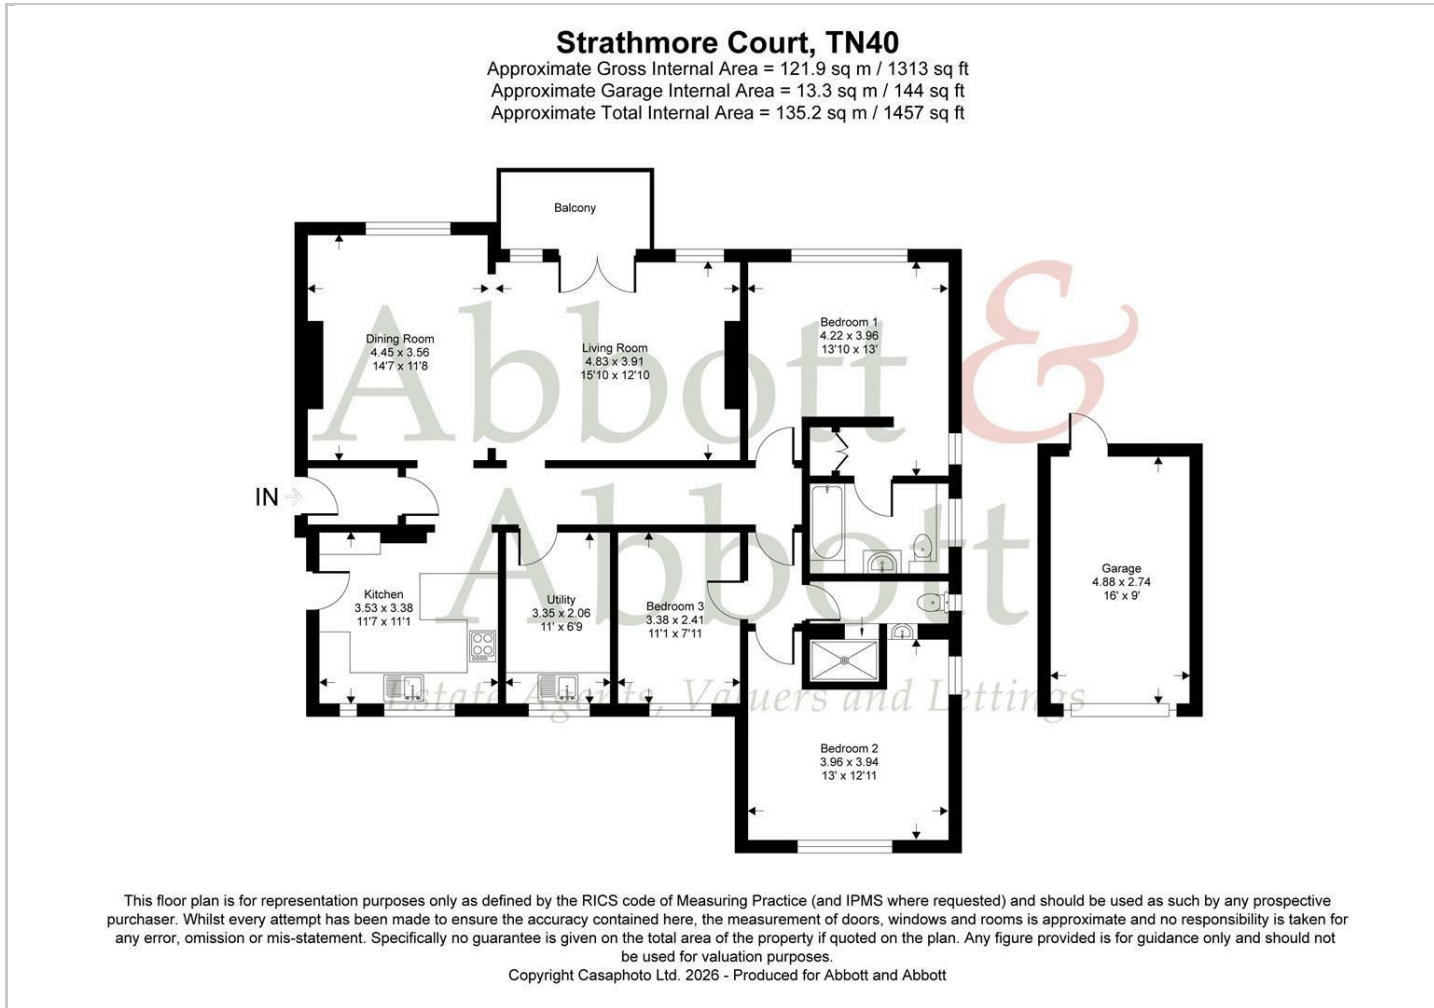 Strathmore Court, TN40
Approximate Gross Internal Area = 121.9 sq m / 1313 sq ft
Approximate Garage Internal Area = 13.3 sq m / 144 sq ft
Approximate Total Internal Area = 135.2 sq m / 1457 sq ft
Balcony
Dining Room
4.45 x 3.56
14'7 x 11'8
Living Room
4.83 x 3.91
15'10 x 12'10
Bedroom 1
4.22 x 3.96
13'10 x 13'
Abbott &
Abbott
Estate Agents, Valuers and Lettings
IN
Kitchen
3.53 x 3.38
11'7 x 11'1
Utility
3.35 x 2.06
11' x 6'9
Bedroom 3
3.38 x 2.41
11'1 x 7'11
Garage
4.88 x 2.74
16' x 9'
Bedroom 2
3.96 x 3.94
13' x 12'11
This floor plan is for representation purposes only as defined by the RICS code of Measuring Practice (and IPMS where requested) and should be used as such by any prospective
purchaser. Whilst every attempt has been made to ensure the accuracy contained here, the measurement of doors, windows and rooms is approximate and no responsibility is taken for
any error, omission or mis-statement. Specifically no guarantee is given on the total area of the property if quoted on the plan. Any figure provided is for guidance only and should not
be used for valuation purposes.
Copyright Casaphoto Ltd. 2026 - Produced for Abbott and Abbott